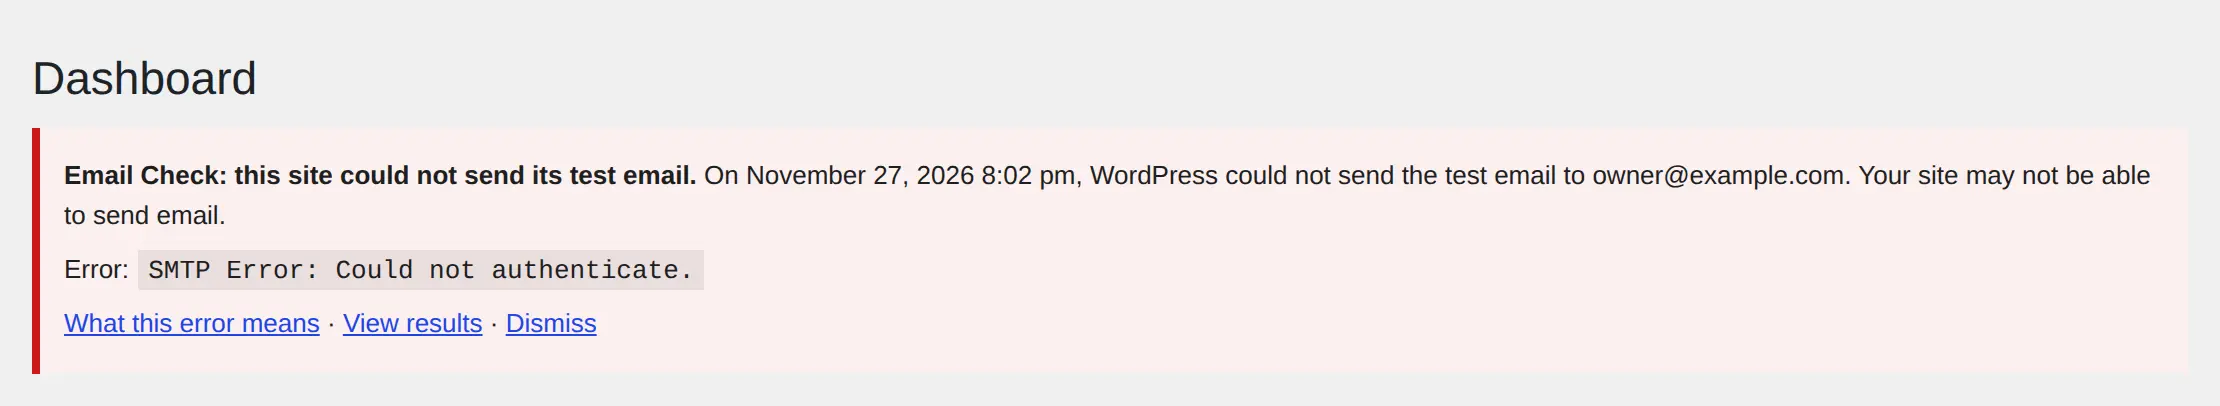 Dashboard
Email Check: this site could not send its test email. On November 27, 2026 8:02 pm, WordPress could not send the test email to owner@example.com. Your site may not be able
to send email.
Error: SMTP Error: Could not authenticate.
What this error means · View results · Dismiss